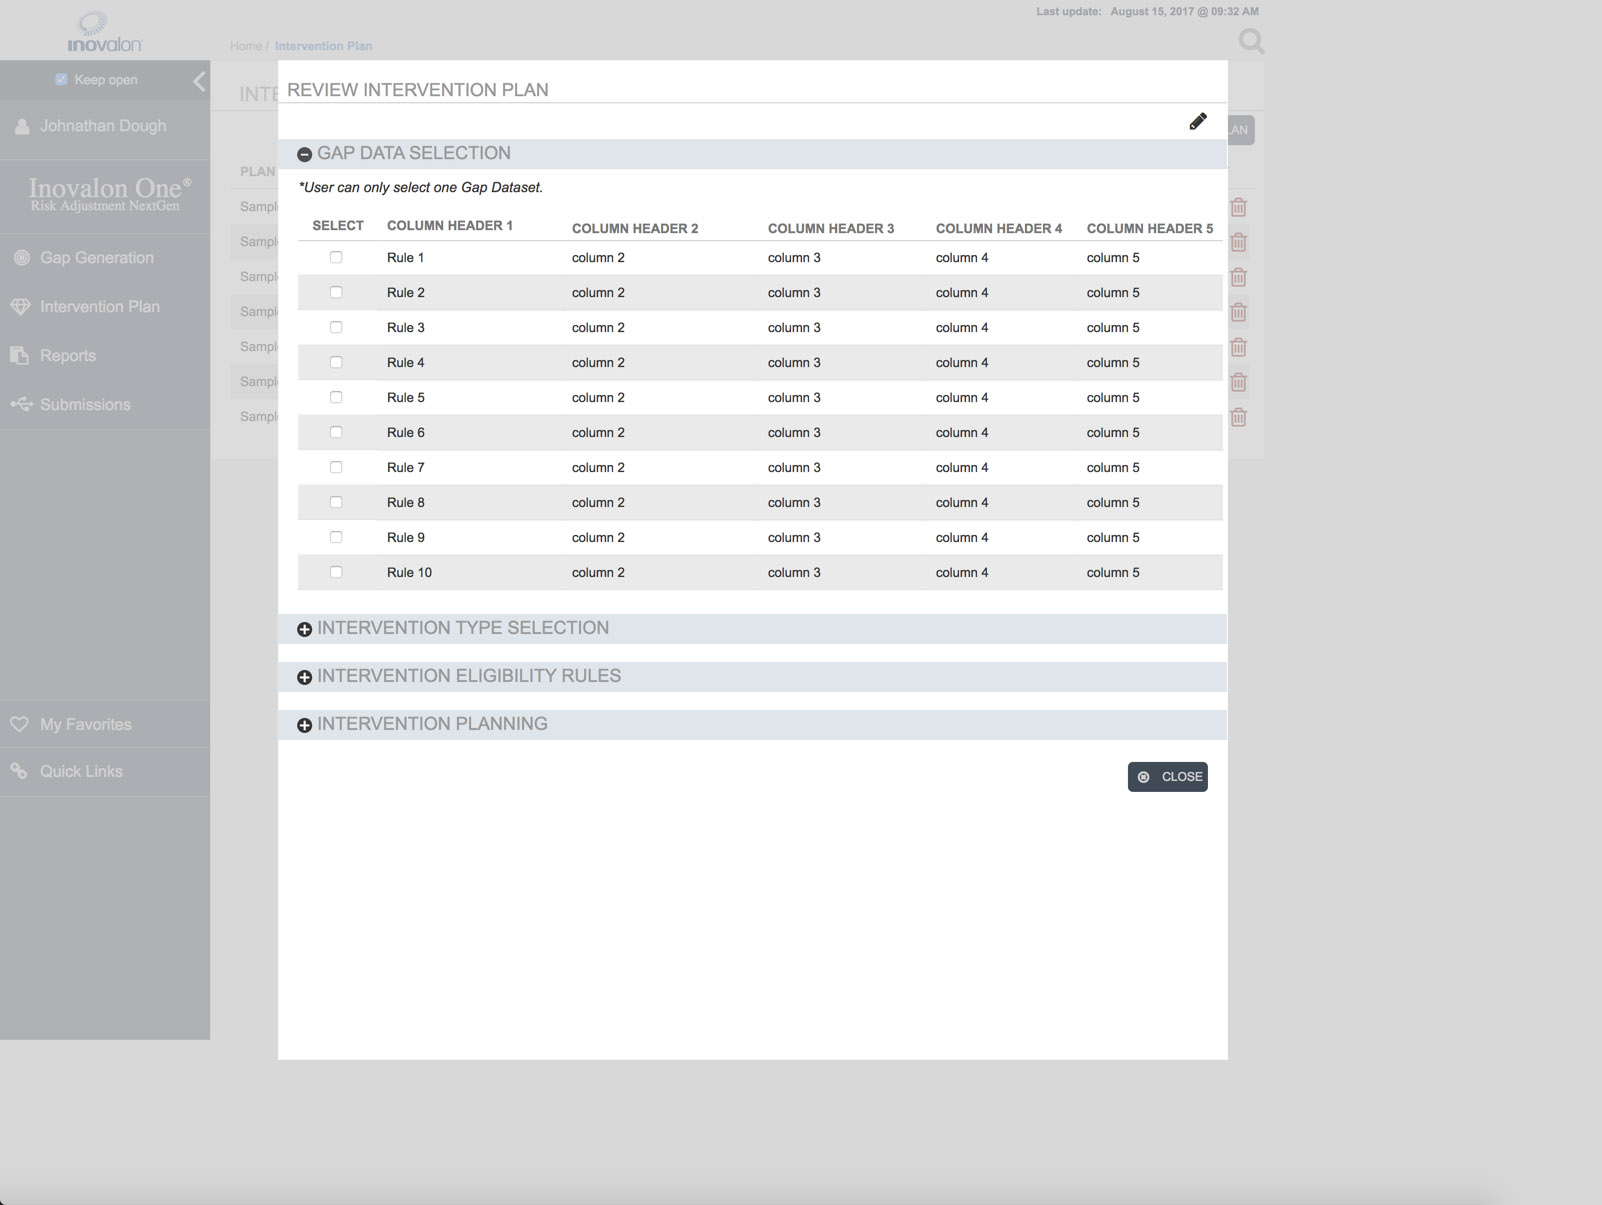 Last update: August 15, 2017 @ 09:32 AM
inovalon
Home / Intervention Plan
Keep open
INTE
REVIEW INTERVENTION PLAN
Johnathan Dough
LAN
GAP DATA SELECTION
PLAN
*User can only select one Gap Dataset.
Inovalon One®
Risk Adjustment NextGen
SELECT COLUMN HEADER 1 COLUMN HEADER 2 COLUMN HEADER 3 COLUMN HEADER 4 COLUMN HEADER 5
Sampl
Sampl
Sampl
Sampl
Sampl
Sampl
Sampl
Rule 1 column 2 column 3 column 4 column 5
Rule 2 column 2 column 3 column 4 column 5
Rule 3 column 2 column 3 column 4 column 5
Rule 4 column 2 column 3 column 4 column 5
Rule 5 column 2 column 3 column 4 column 5
Rule 6 column 2 column 3 column 4 column 5
Rule 7 column 2 column 3 column 4 column 5
Rule 8 column 2 column 3 column 4 column 5
Rule 9 column 2 column 3 column 4 column 5
Rule 10 column 2 column 3 column 4 column 5
Gap Generation
Intervention Plan
Reports
Submissions
INTERVENTION TYPE SELECTION
INTERVENTION ELIGIBILITY RULES
INTERVENTION PLANNING
My Favorites
Quick Links
CLOSE